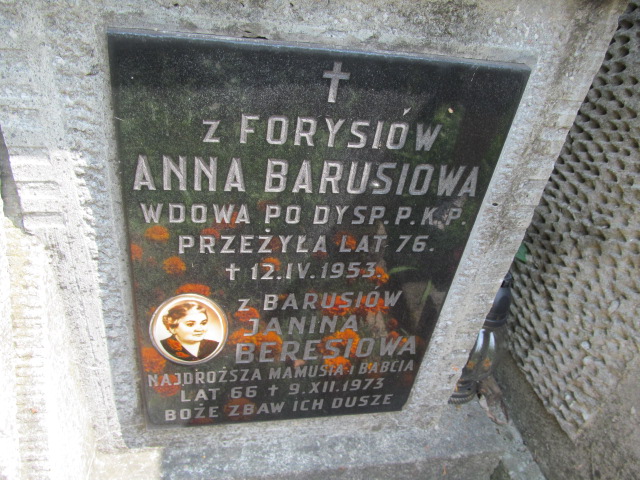 z FORYSIÓW
ANNA BARUSIOWA
WDOWA PO DYSP. P.K.P.
PRZEŻYŁA LAT 76.
✝ 12.IV.1953.
z BARUSIÓW
JANINA
BERESIOWA
NAJDROŻSZA MAMUSIA i BABCIA
LAT 66 ✝ 9.XII.1973
BOŻE ZBAW ICH DUSZE